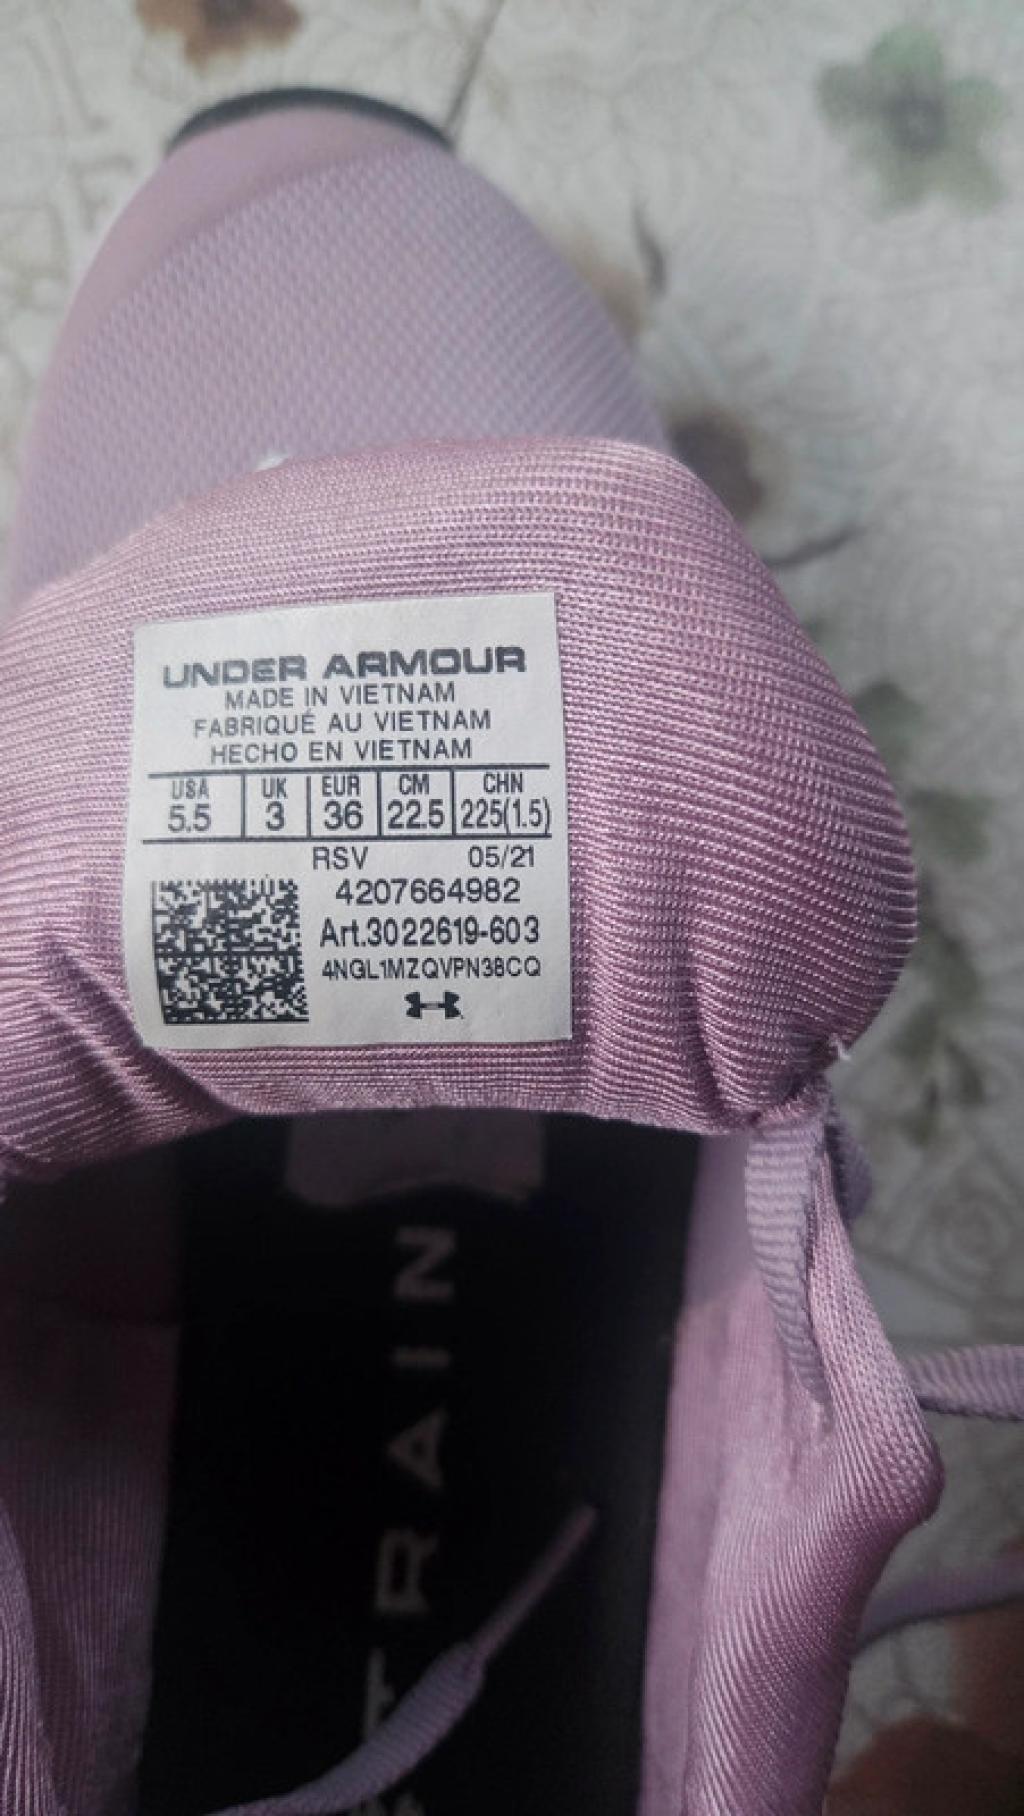 UNDER ARMOUR
MADE IN VIETNAM
FABRIQUÉ AU VIETNAM
HECHO EN VIETNAM
USA UK EUR CM CHN
5.5 3 36 22.5 225(1.5)
RSV 05/21
4207664982
Art.3022619-603
4NGL1MZQVPN38CQ
TRAIN